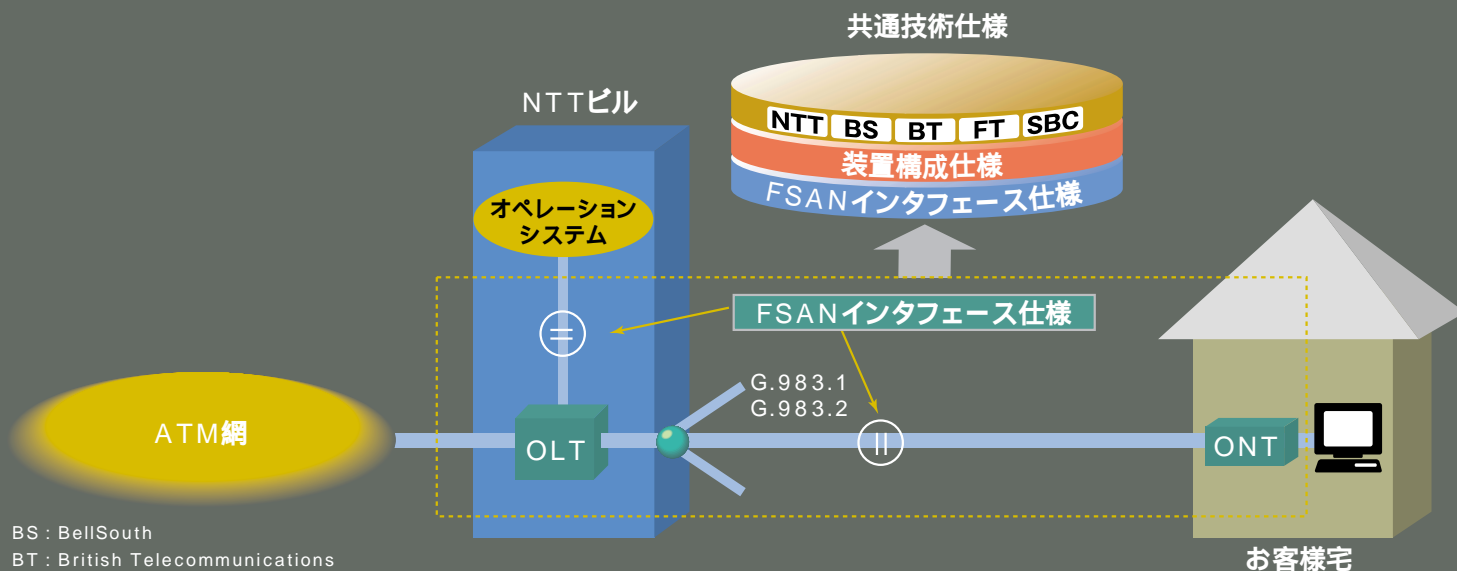 共通技術仕様
NTTビル
NTT BS BT FT SBC
装置構成仕様
FSANインタフェース仕様
オペレーション
システム
FSANインタフェース仕様
G.983.1
G.983.2
ATM網
OLT
ONT
BS : BellSouth
BT : British Telecommunications
お客様宅